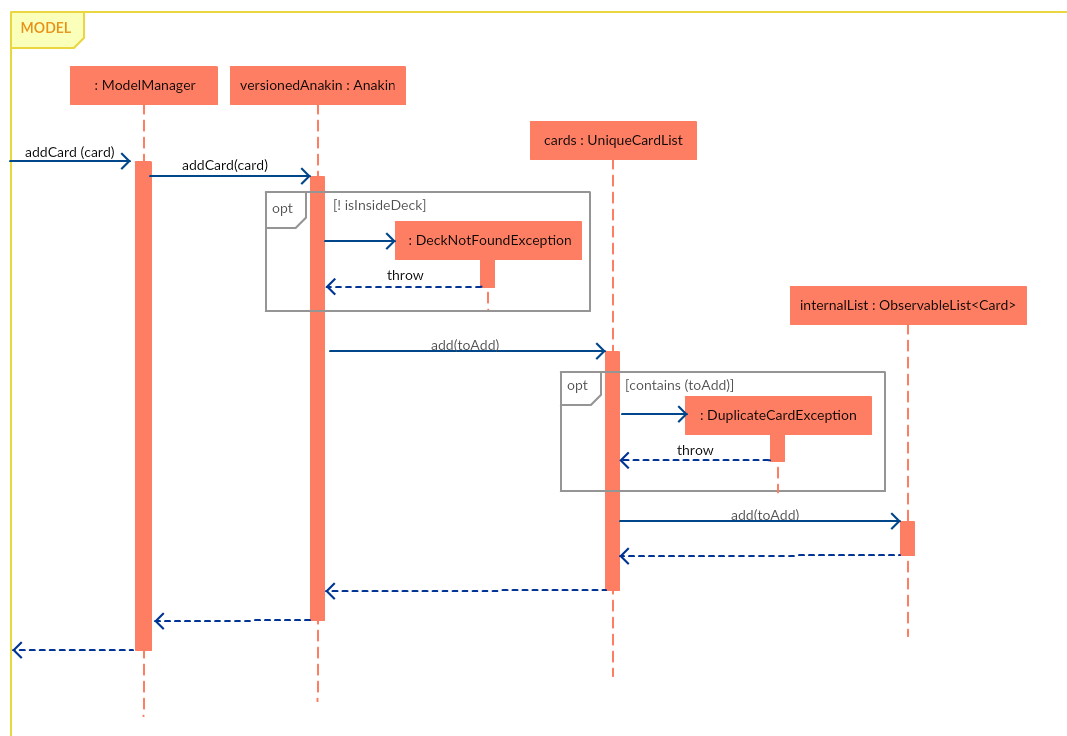 MODEL
: ModelManager
versionedAnakin : Anakin
cards : UniqueCardList
addCard (card)
addCard(card)
opt
[! isInsideDeck]
: DeckNotFoundException
throw
internalList : ObservableList<Card>
add(toAdd)
opt
[contains (toAdd)]
: DuplicateCardException
throw
add(toAdd)